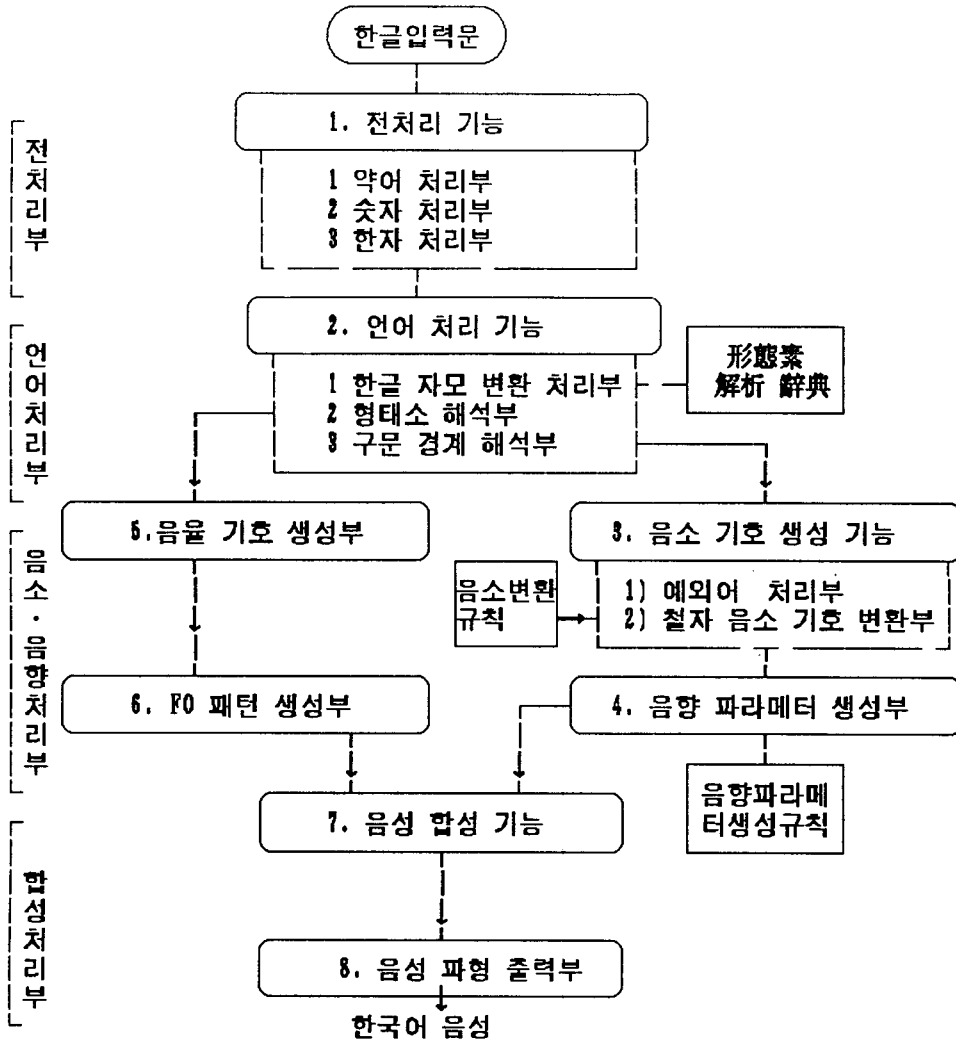 한글입력문
1. 전처리 기능
1 약어 처리부
2 숫자 처리부
3 한자 처리부
전처리부
2. 언어 처리 기능
1 한글 자모 변환 처리부
2 형태소 해석부
3 구문 경계 해석부
形態素
解析 辭典
언어처리부
5.음율 기호 생성부
3. 음소 기호 생성 기능
1) 예외어 처리부
2) 철자 음소 기호 변환부
음소변환
규칙
음소·음향처리부
6. F0 패턴 생성부
4. 음향 파라메터 생성부
음향파라메
터생성규칙
7. 음성 합성 기능
합성처리부
8. 음성 파형 출력부
한국어 음성